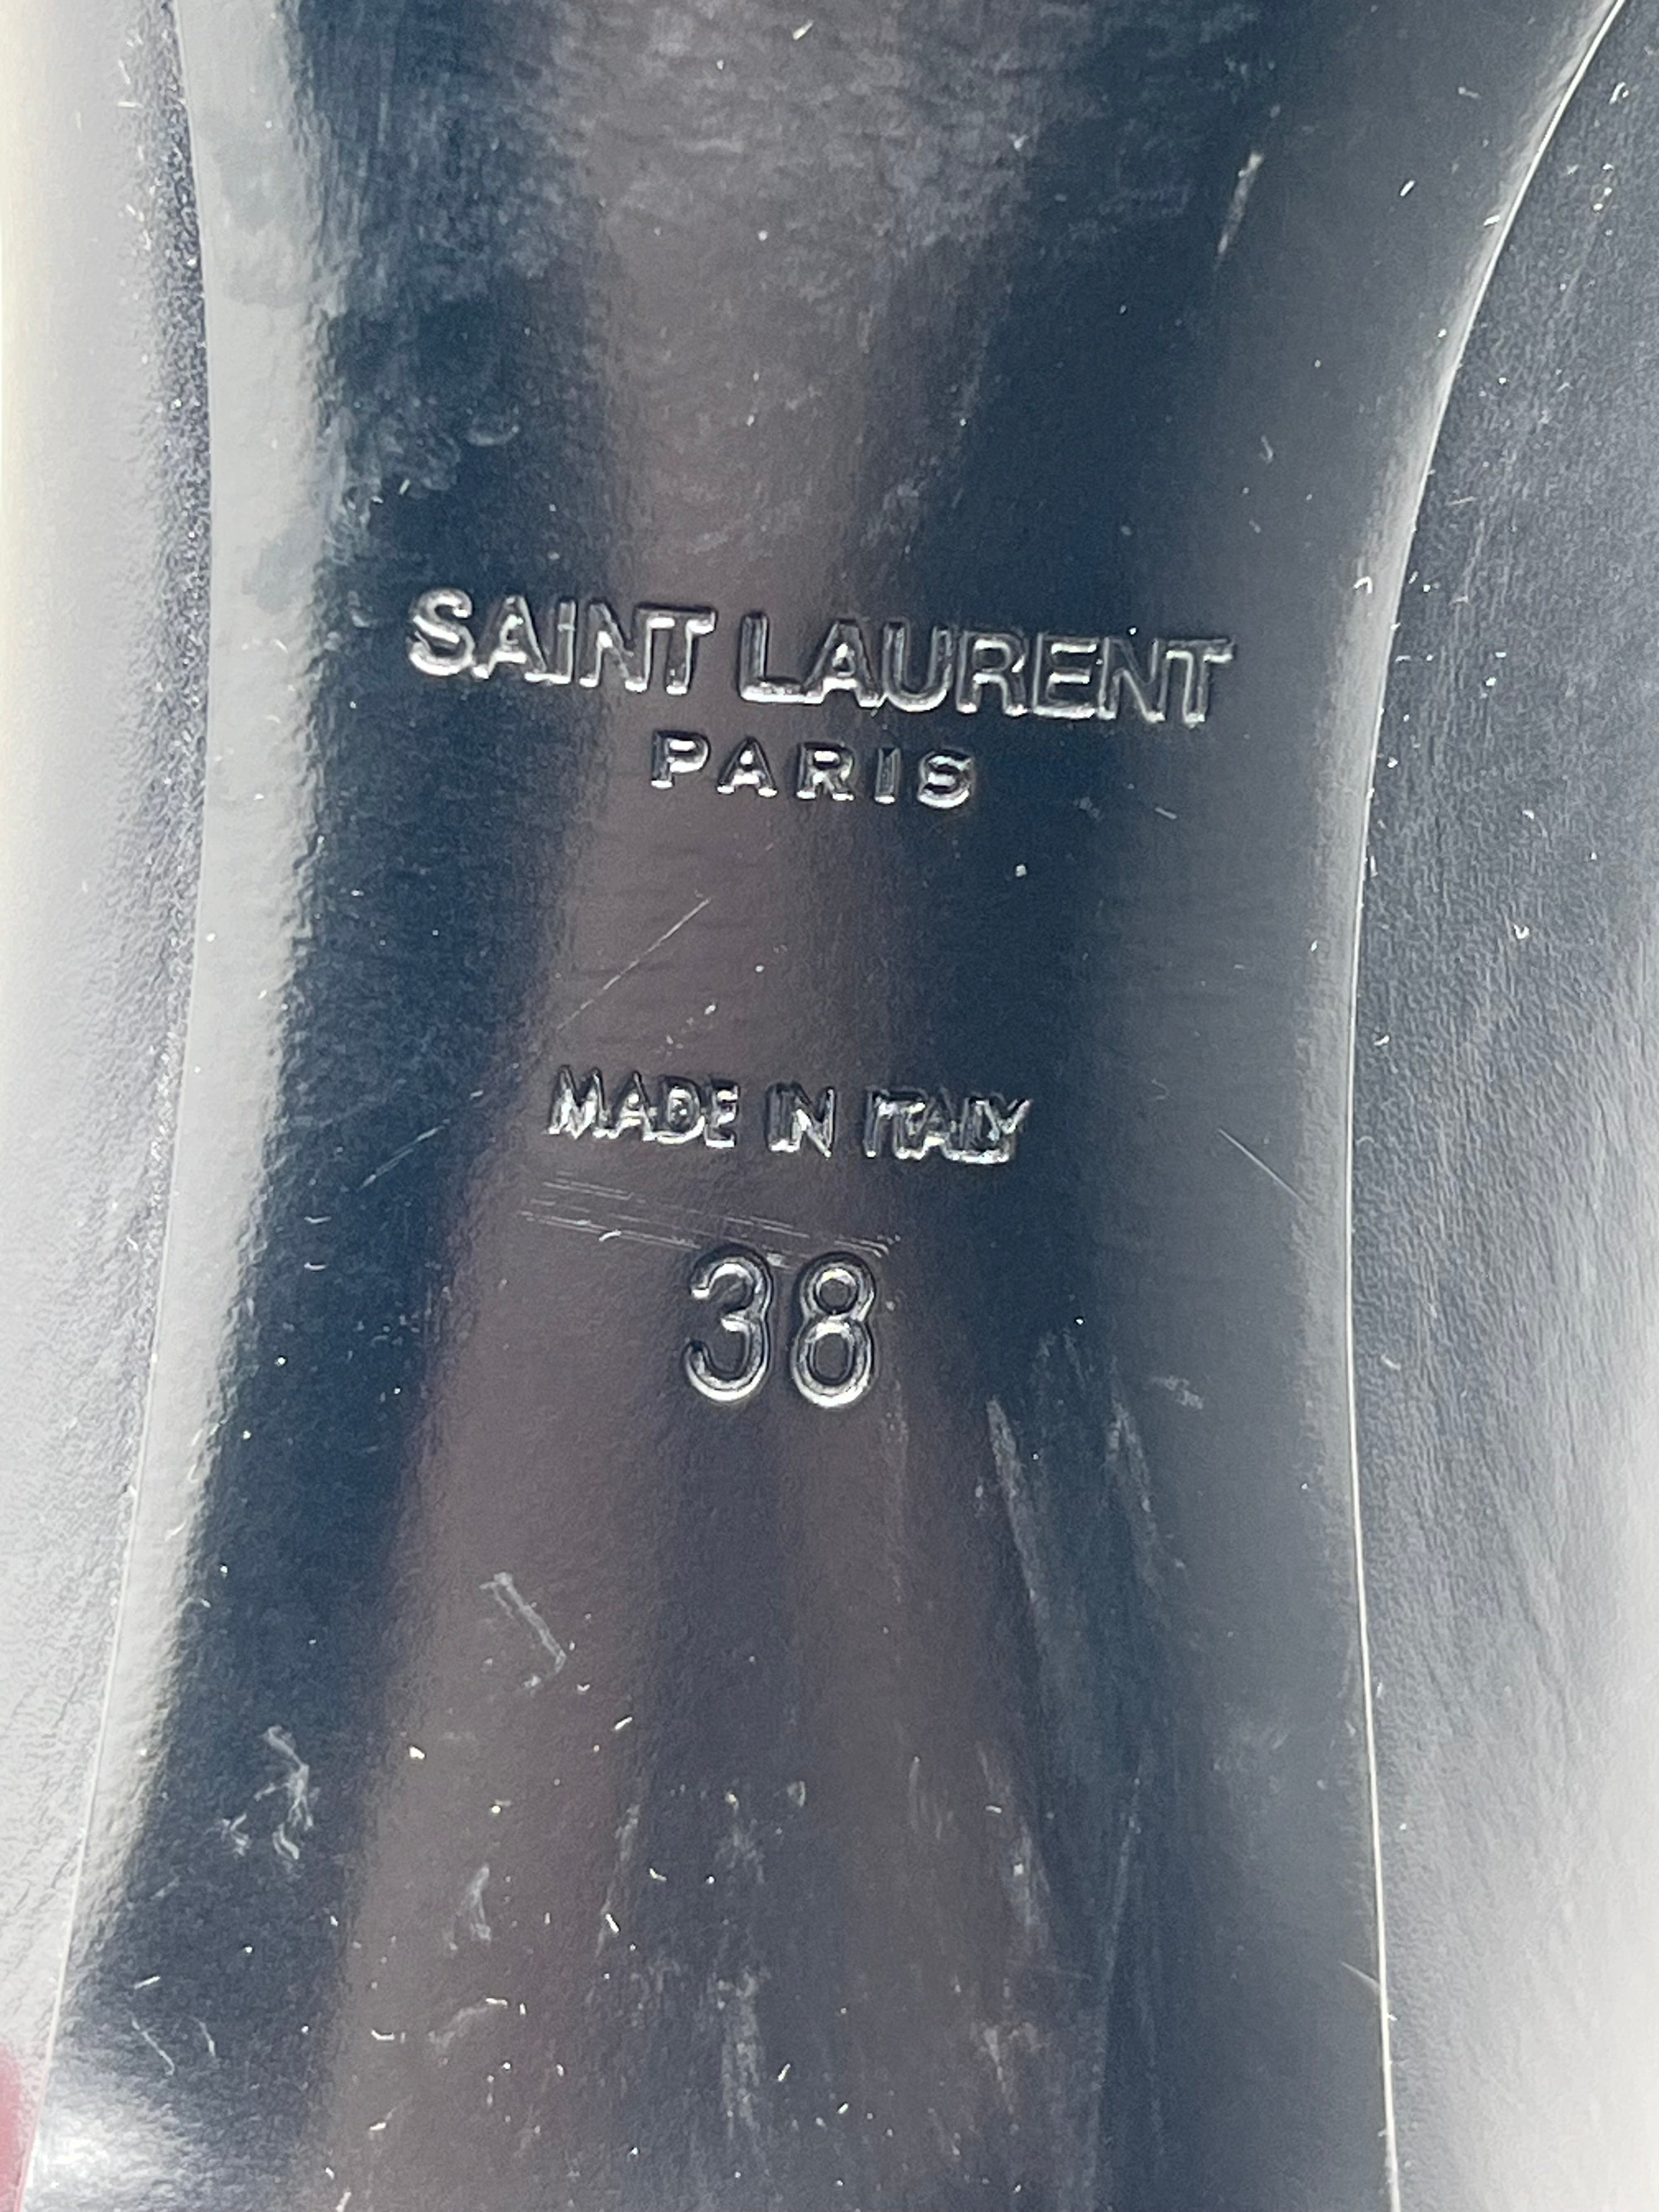 SAINT LAURENT
PARIS
MADE IN ITALY
38